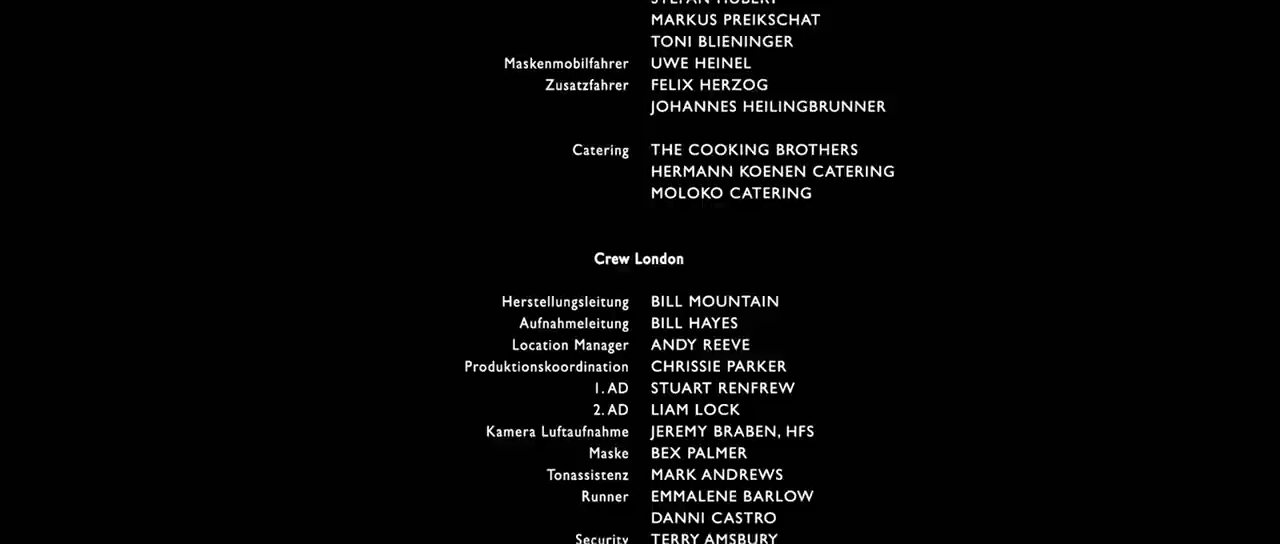 STEFAN HUBERT
MARKUS PREIKSCHAT
TONI BLIENINGER
Maskenmobilfahrer UWE HEINEL
Zusatzfahrer FELIX HERZOG
JOHANNES HEILINGBRUNNER
Catering THE COOKING BROTHERS
HERMANN KOENEN CATERING
MOLOKO CATERING
Crew London
Herstellungsleitung BILL MOUNTAIN
Aufnahmeleitung BILL HAYES
Location Manager ANDY REEVE
Produktionskoordination CHRISSIE PARKER
1. AD STUART RENFREW
2. AD LIAM LOCK
Kamera Luftaufnahme JEREMY BRABEN, HFS
Maske BEX PALMER
Tonassistenz MARK ANDREWS
Runner EMMALENE BARLOW
DANNI CASTRO
Security TERRY AMSBURY